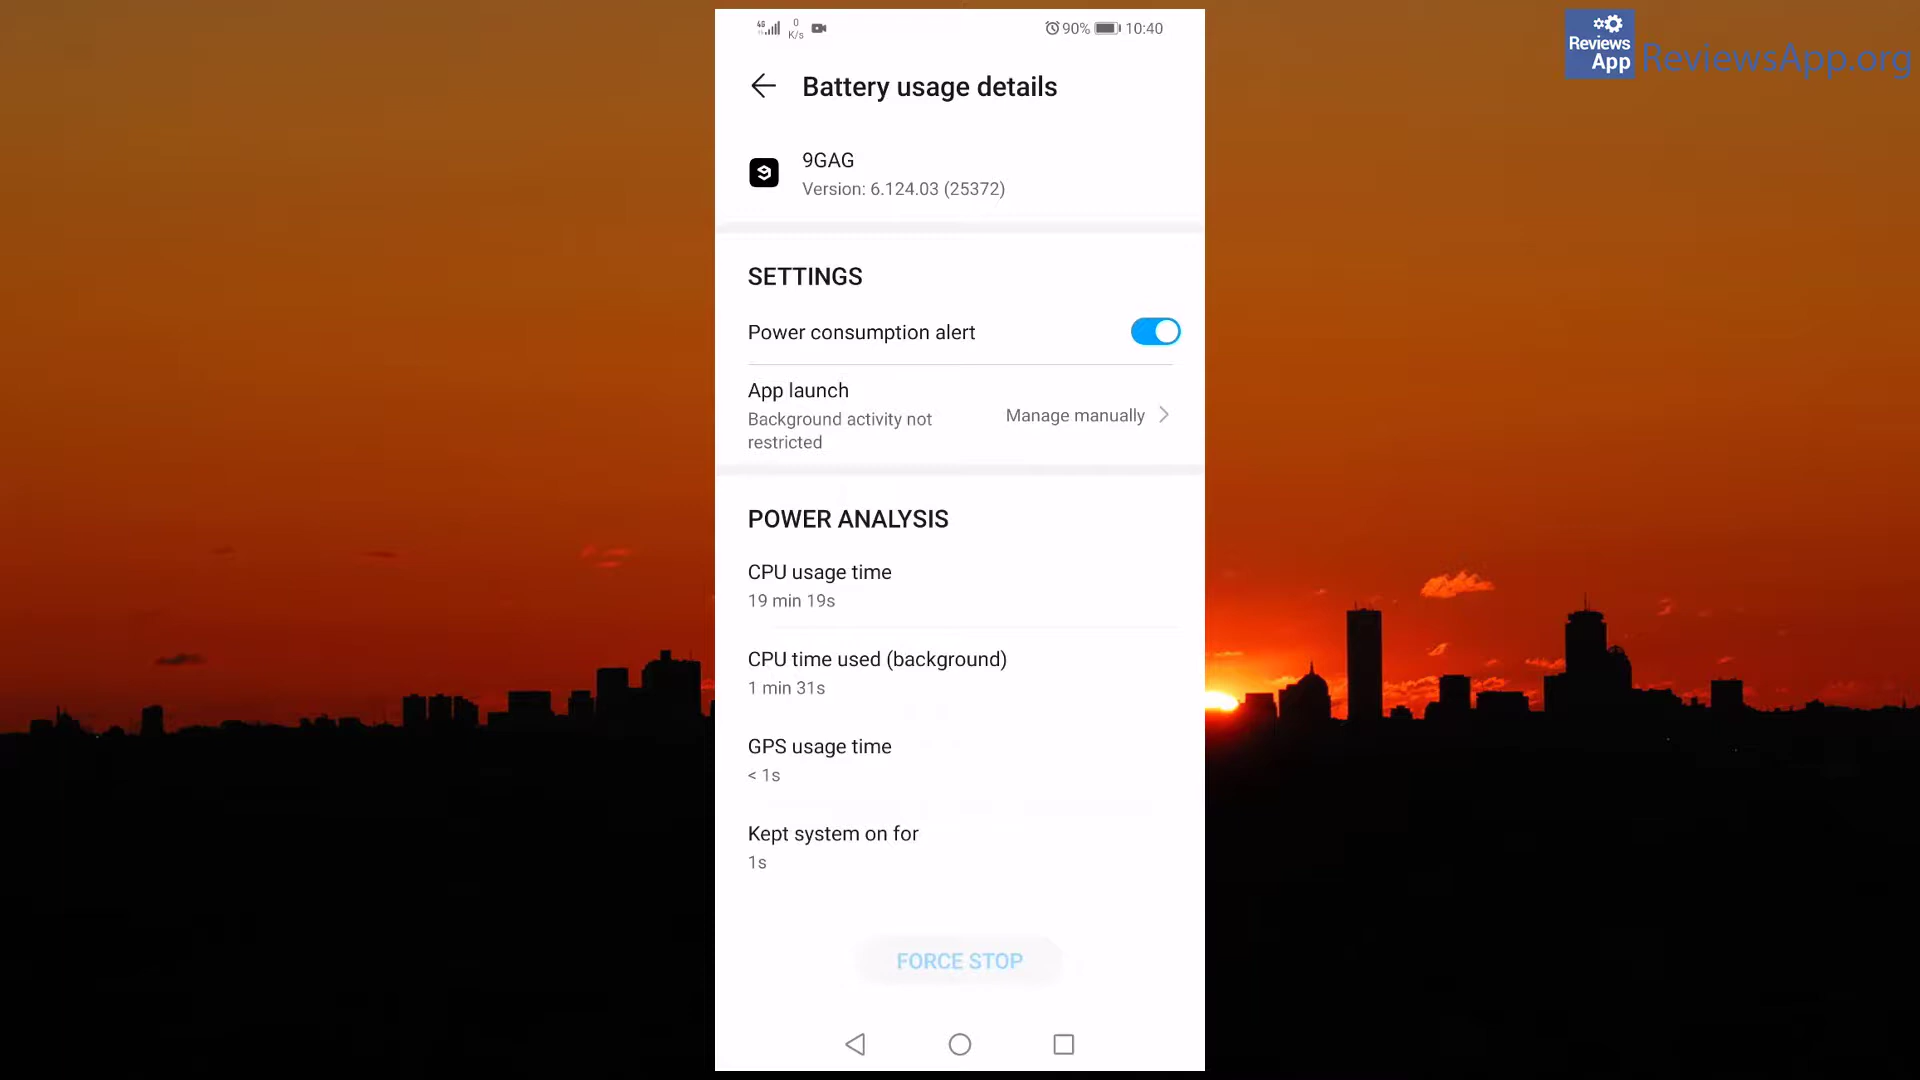 4G
0
K/s
90%
10:40
Reviews
App
ReviewsApp.org
Battery usage details
9GAG
Version: 6.124.03 (25372)
SETTINGS
Power consumption alert
App launch
Background activity not
restricted
Manage manually
POWER ANALYSIS
CPU usage time
19 min 19s
CPU time used (background)
1 min 31s
GPS usage time
< 1s
Kept system on for
1s
FORCE STOP